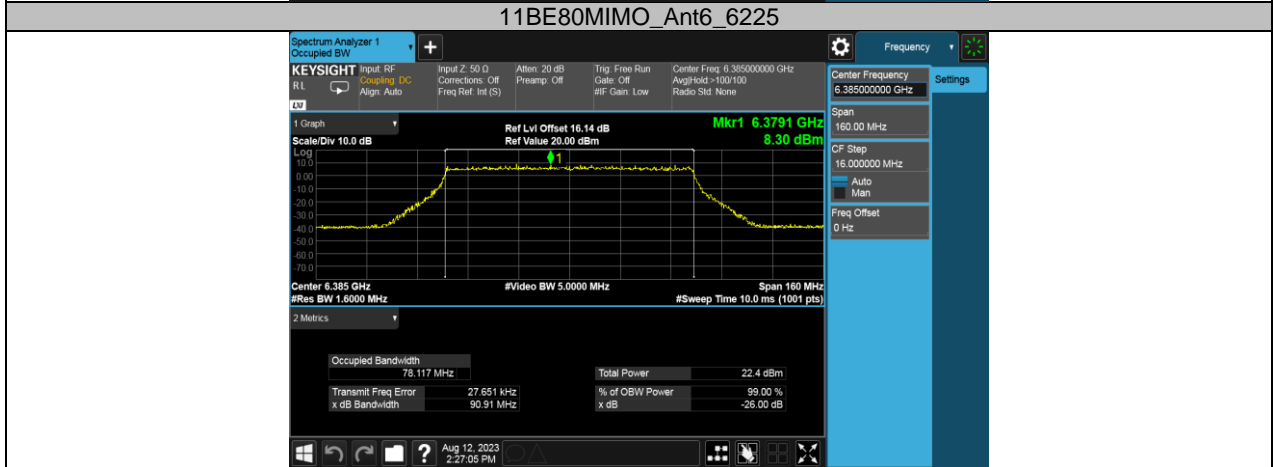 11BE80MIMO_Ant6_6225
Spectrum Analyzer 1
Occupied BW
+
Frequency
KEYSIGHT
RL
LXI
Input: RF
Coupling: DC
Align: Auto
Input Z: 50 Ω
Corrections: Off
Freq Ref: Int (S)
Atten: 20 dB
Preamp: Off
Trig: Free Run
Gate: Off
#IF Gain: Low
Center Freq: 6.385000000 GHz
Avg|Hold:>100/100
Radio Std: None
Center Frequency
6.385000000 GHz
Settings
Span
160.00 MHz
CF Step
16.000000 MHz
Auto
Man
Freq Offset
0 Hz
1 Graph
Scale/Div 10.0 dB
Ref Lvl Offset 16.14 dB
Ref Value 20.00 dBm
Mkr1 6.3791 GHz
8.30 dBm
Log
1
10.0
0.00
-10.0
-20.0
-30.0
-40.0
-50.0
-60.0
-70.0
Center 6.385 GHz
#Video BW 5.0000 MHz
Span 160 MHz
#Res BW 1.6000 MHz
#Sweep Time 10.0 ms (1001 pts)
2 Metrics
Occupied Bandwidth
78.117 MHz
Total Power 22.4 dBm
Transmit Freq Error 27.651 kHz
% of OBW Power 99.00 %
x dB Bandwidth 90.91 MHz
x dB -26.00 dB
?
Aug 12, 2023
2:27:05 PM